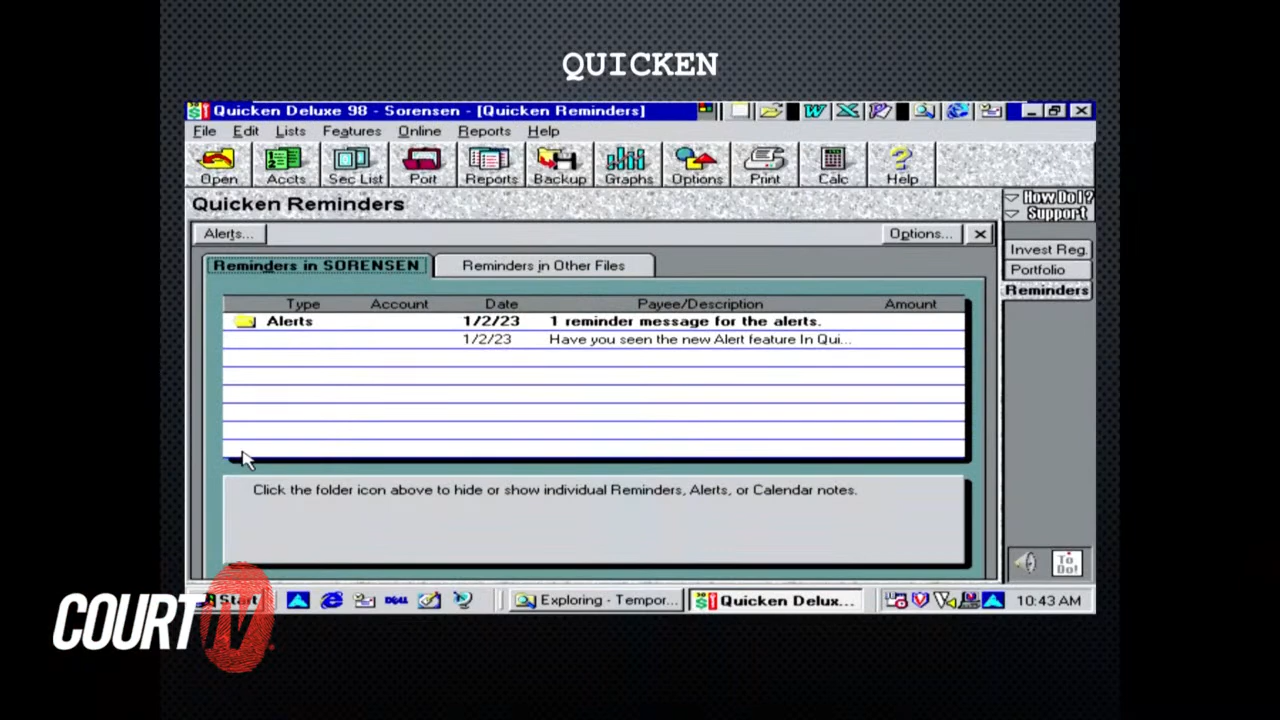 QUICKEN
Quicken Deluxe 98 - Sorensen - [Quicken Reminders]
File Edit Lists Features Online Reports Help
Open Accts Sec List Port Reports Backup Graphs Options Print Calc Help
Quicken Reminders
How Do I?
Support
Alerts... Options...
Invest Reg.
Reminders in SORENSEN Reminders in Other Files
Portfolio
Reminders
Type Account Date Payee/Description Amount
Alerts 1/2/23 1 reminder message for the alerts.
1/2/23 Have you seen the new Alert feature In Qui...
Click the folder icon above to hide or show individual Reminders, Alerts, or Calendar notes.
To Do!
Start DELL Exploring - Tempor... Quicken Delux... 10:43 AM
COURT TV